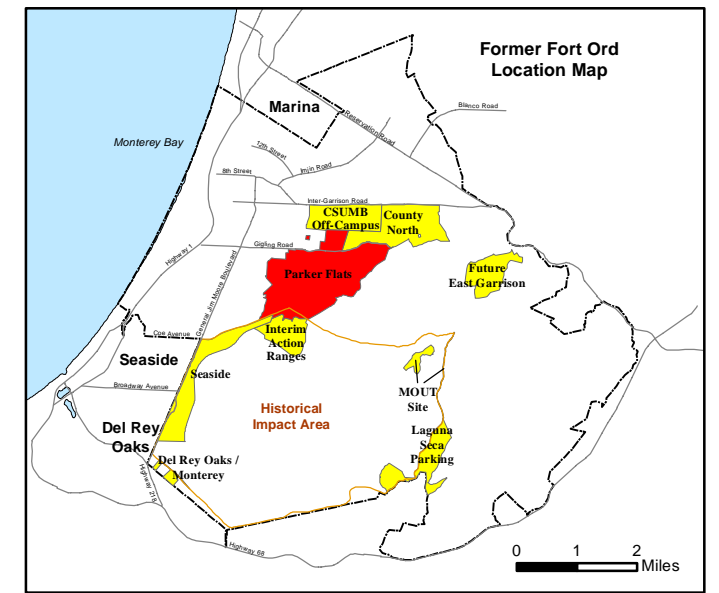 Former Fort Ord
Location Map
Marina
Blanco Road
Reservation Road
Monterey Bay
12th Street
Imjin Road
8th Street
Inter-Garrison Road
CSUMB
Off-Campus
County
North
Gigling Road
Highway 1
General Jim Moore Boulevard
Parker Flats
Future
East Garrison
Coe Avenue
Interim
Action
Ranges
Seaside
Seaside
Broadway Avenue
MOUT
Site
Historical
Impact Area
Del Rey
Oaks
Laguna
Seca
Parking
Del Rey Oaks /
Monterey
Highway 218
Highway 68
0 1 2
Miles